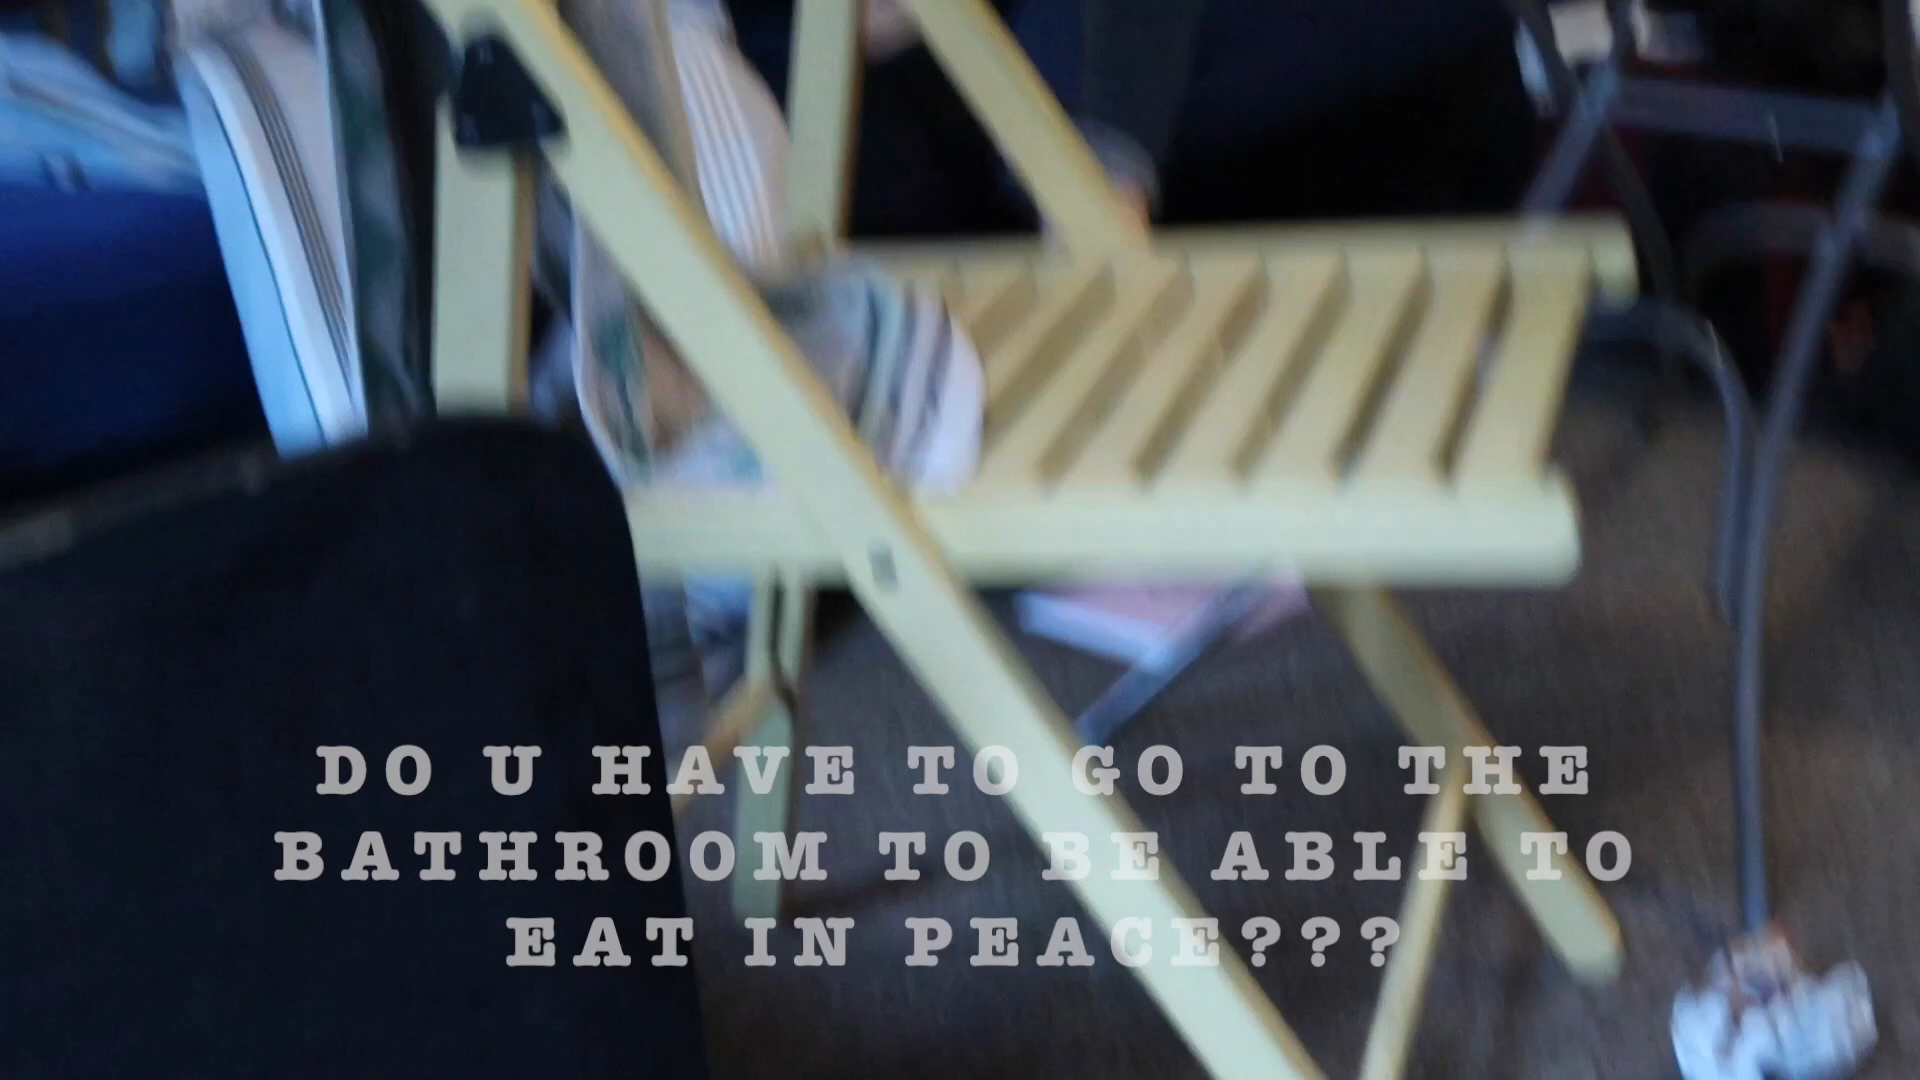 DO U HAVE TO GO TO THE
BATHROOM TO BE ABLE TO
EAT IN PEACE???